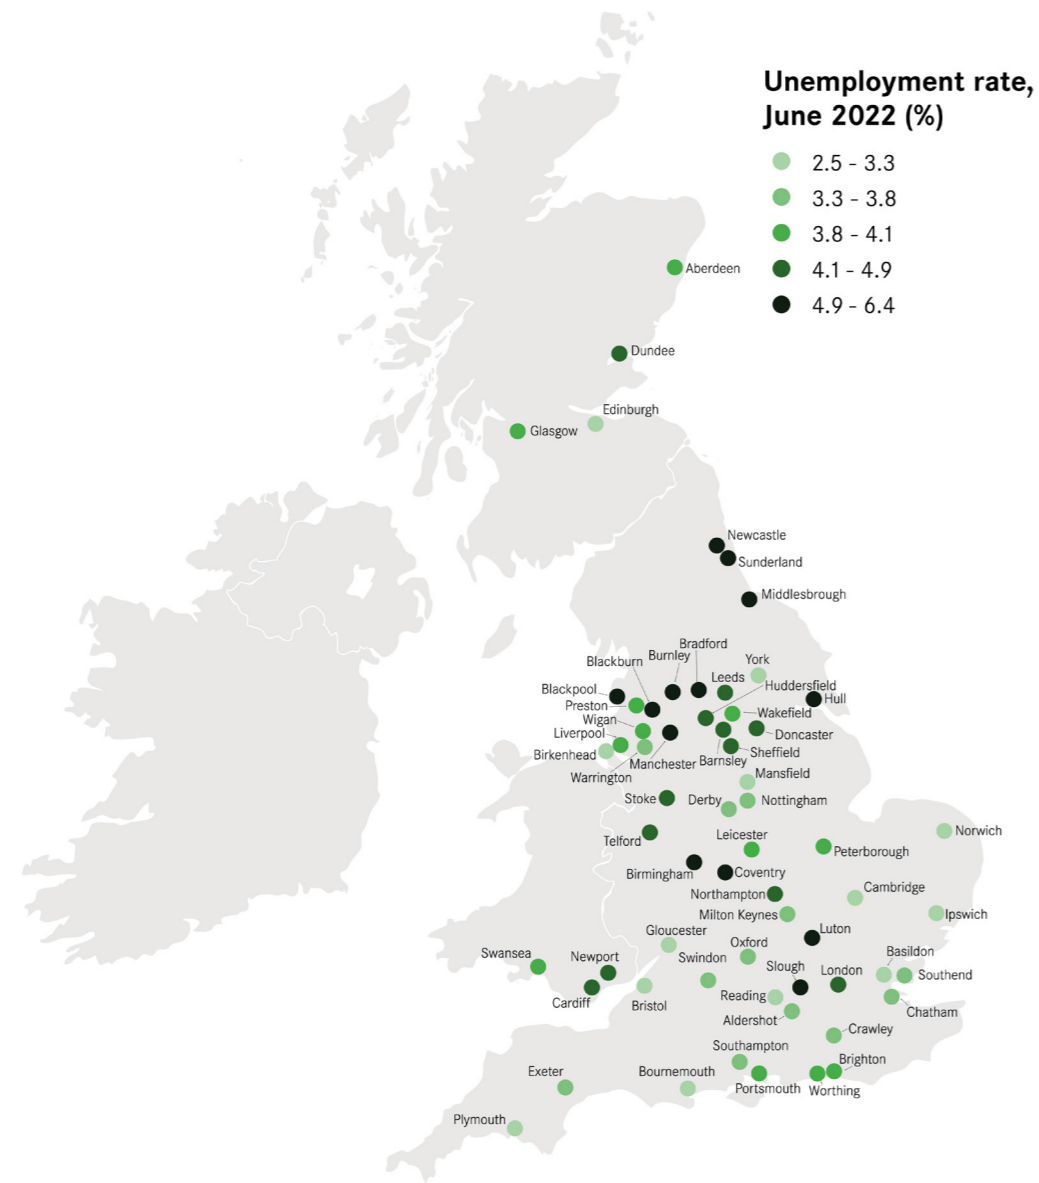 Unemployment rate,
June 2022 (%)
2.5 - 3.3
3.3 - 3.8
3.8 - 4.1
4.1 - 4.9
4.9 - 6.4
Aberdeen
Dundee
Edinburgh
Glasgow
Newcastle
Sunderland
Middlesbrough
Bradford
Burnley
Blackburn
York
Leeds
Huddersfield
Blackpool
Hull
Preston
Wakefield
Wigan
Liverpool
Doncaster
Birkenhead
Sheffield
Barnsley
Manchester
Warrington
Mansfield
Stoke
Derby
Nottingham
Norwich
Leicester
Telford
Peterborough
Birmingham
Coventry
Cambridge
Northampton
Milton Keynes
Ipswich
Luton
Gloucester
Oxford
Basildon
Swansea
Newport
Swindon
Slough
London
Southend
Reading
Cardiff
Bristol
Chatham
Aldershot
Crawley
Southampton
Brighton
Exeter
Bournemouth
Portsmouth
Worthing
Plymouth